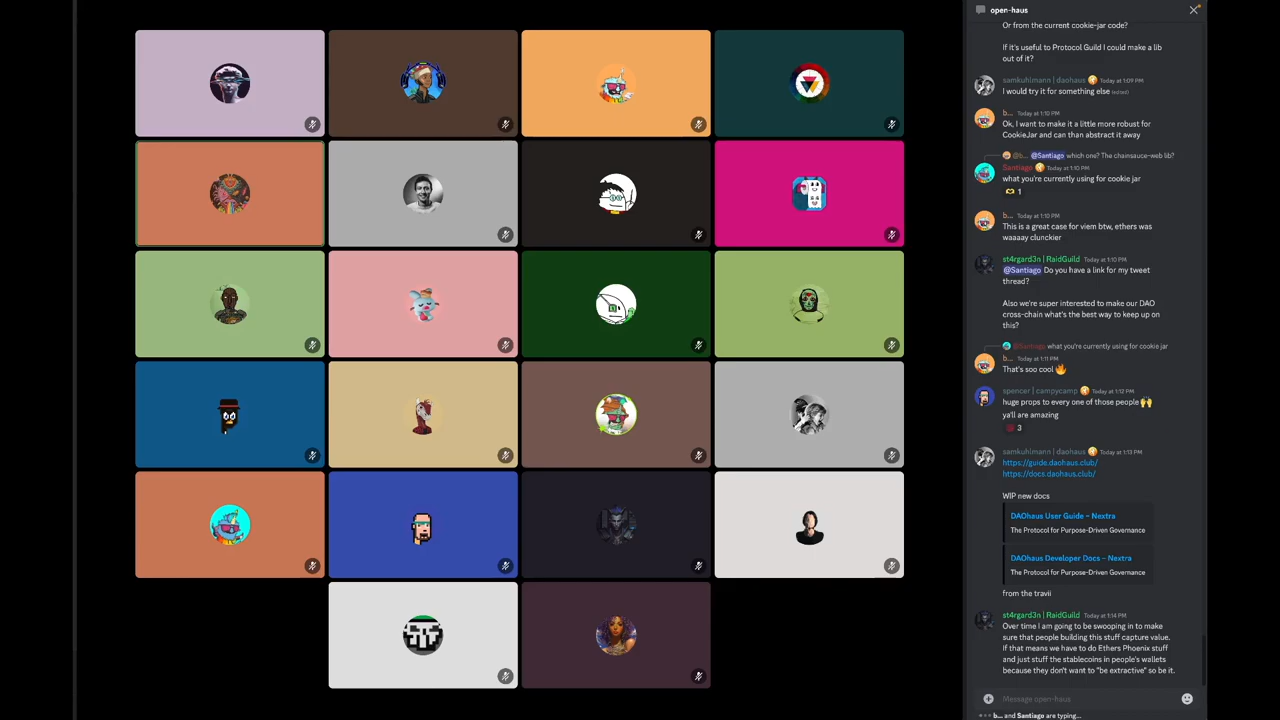 open-haus
Or from the current cookie-jar code?
If it's useful to Protocol Guild I could make a lib
out of it?
samkuhlmann | daohaus Today at 1:09 PM
I would try it for something else (edited)
b... Today at 1:10 PM
Ok, I want to make it a little more robust for
CookieJar and can than abstract it away
@b... @Santiago which one? The chainsauce-web lib?
Santiago Today at 1:10 PM
what you're currently using for cookie jar
1
b... Today at 1:10 PM
This is a great case for viem btw, ethers was
waaaay clunckier
st4rgard3n | RaidGuild Today at 1:10 PM
@Santiago Do you have a link for my tweet
thread?
Also we're super interested to make our DAO
cross-chain what's the best way to keep up on
this?
@Santiago what you're currently using for cookie jar
b... Today at 1:11 PM
That's soo cool 🔥
spencer | campycamp Today at 1:12 PM
huge props to every one of those people 🙌
ya'll are amazing
💯 3
samkuhlmann | daohaus Today at 1:13 PM
https://guide.daohaus.club/
https://docs.daohaus.club/
WIP new docs
DAOhaus User Guide – Nextra
The Protocol for Purpose-Driven Governance
DAOhaus Developer Docs – Nextra
The Protocol for Purpose-Driven Governance
from the travii
st4rgard3n | RaidGuild Today at 1:14 PM
Over time I am going to be swooping in to make
sure that people building this stuff capture value.
If that means we have to do Ethers Phoenix stuff
and just stuff the stablecoins in people's wallets
because they don't want to "be extractive" so be it.
Message open-haus
b... and Santiago are typing...